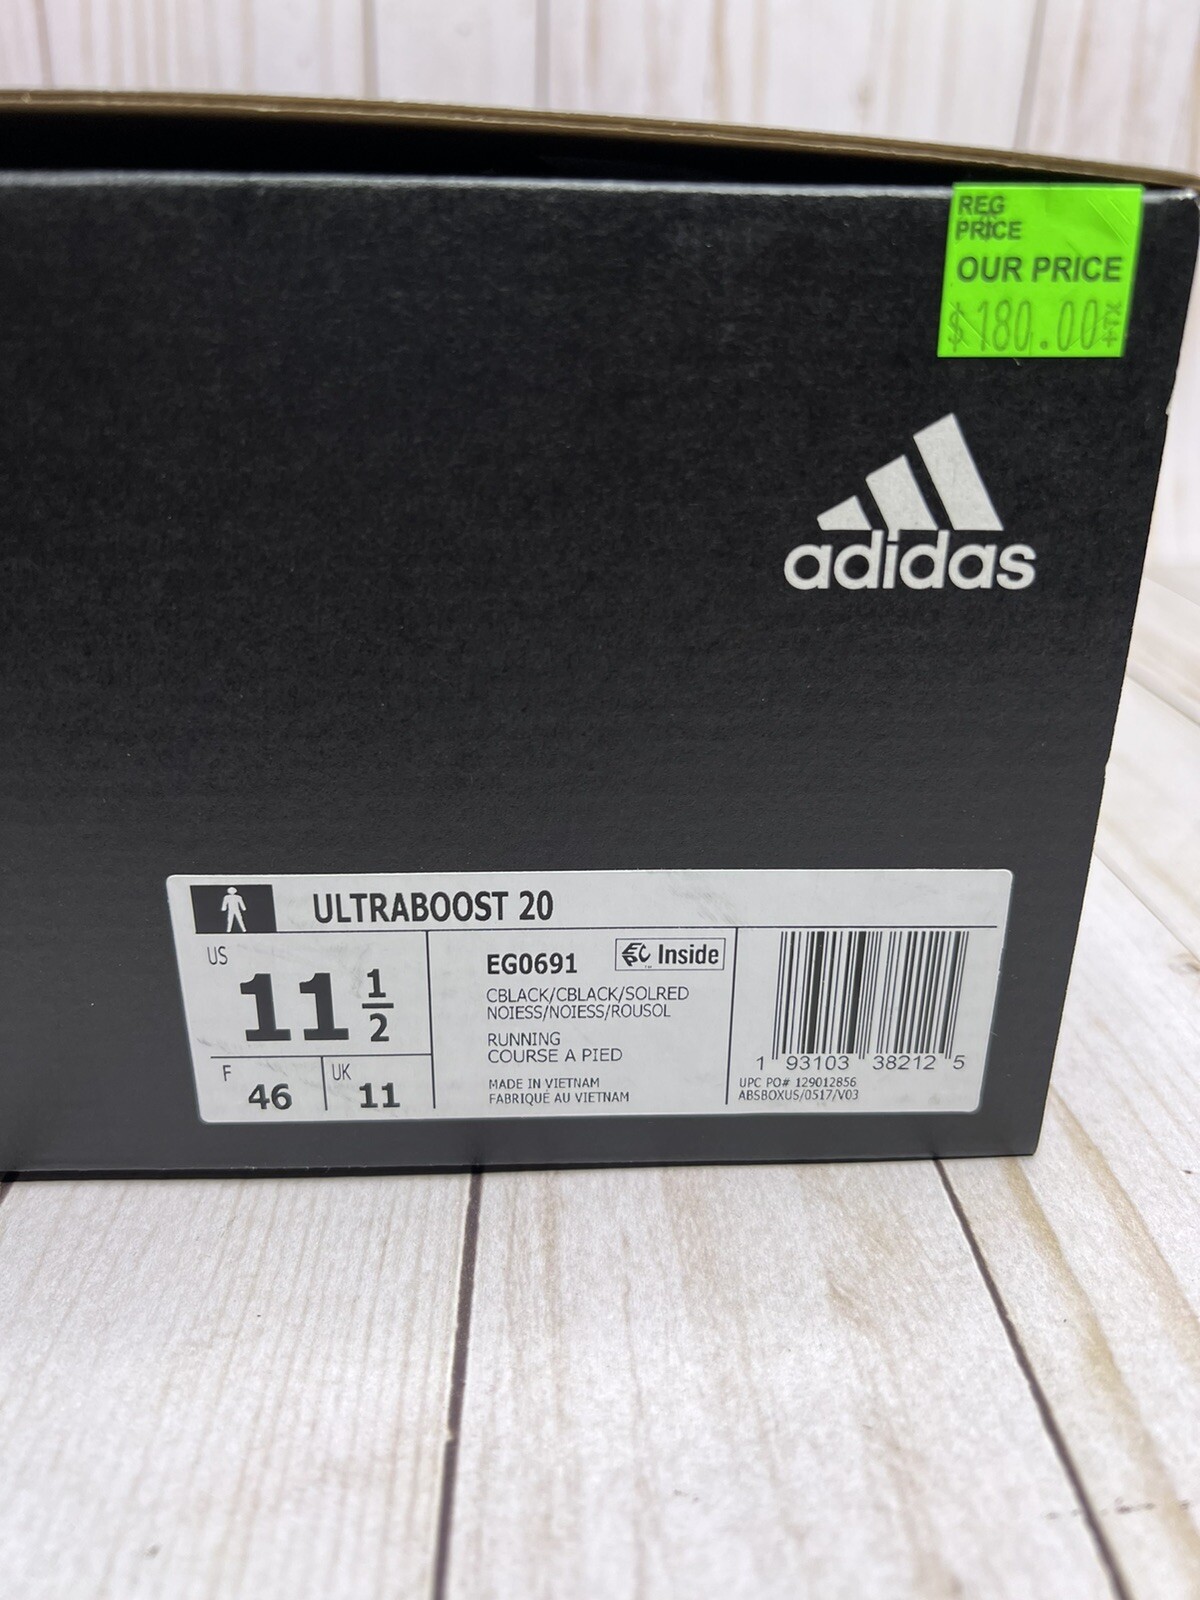 REG
PRICE
OUR PRICE
$180.00+TX
adidas
ULTRABOOST 20
US
11 1/2
F
46
UK
11
EG0691
Inside
CBLACK/CBLACK/SOLRED
NOIESS/NOIESS/ROUSOL
RUNNING
COURSE A PIED
MADE IN VIETNAM
FABRIQUÉ AU VIETNAM
1 93103 38212 5
UPC PO# 129012856
ABSBOXUS/0517/V03